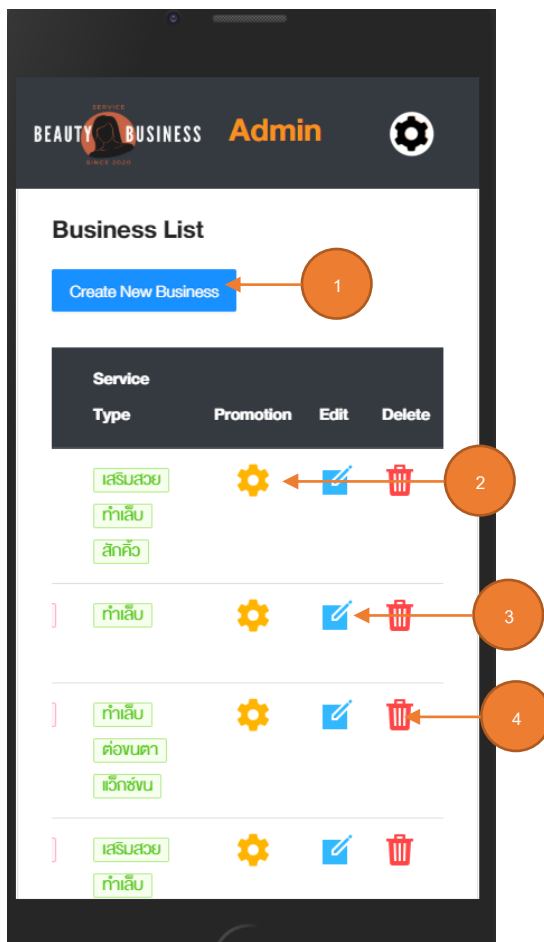 SERVICE
BEAUTY BUSINESS
SINCE 2020
Admin
Business List
Create New Business
1
Service
Type Promotion Edit Delete
เสริมสวย
2
ทำเล็บ
สักคิ้ว
ทำเล็บ
3
ทำเล็บ
4
ต่อขนตา
แว็กซ์ขน
เสริมสวย
ทำเล็บ